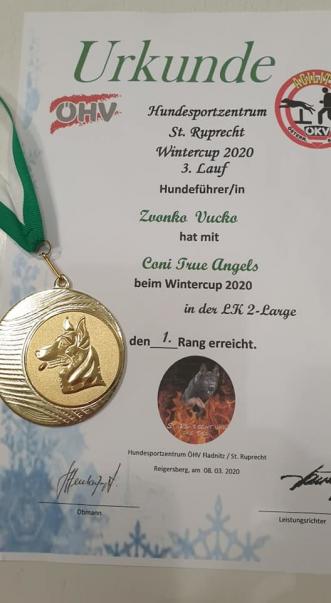 Urkunde
ÖHV
Hundesportzentrum
St. Ruprecht
Wintercup 2020
3. Lauf
Hundeführer/in
Zvonko Vucko
hat mit
Coni True Angels
beim Wintercup 2020
in der LK 2-Large
den 1. Rang erreicht.
Hundesportzentrum ÖHV Fladnitz / St. Ruprecht
Reigersberg, am 08. 03. 2020
Obmann
Leistungsrichter